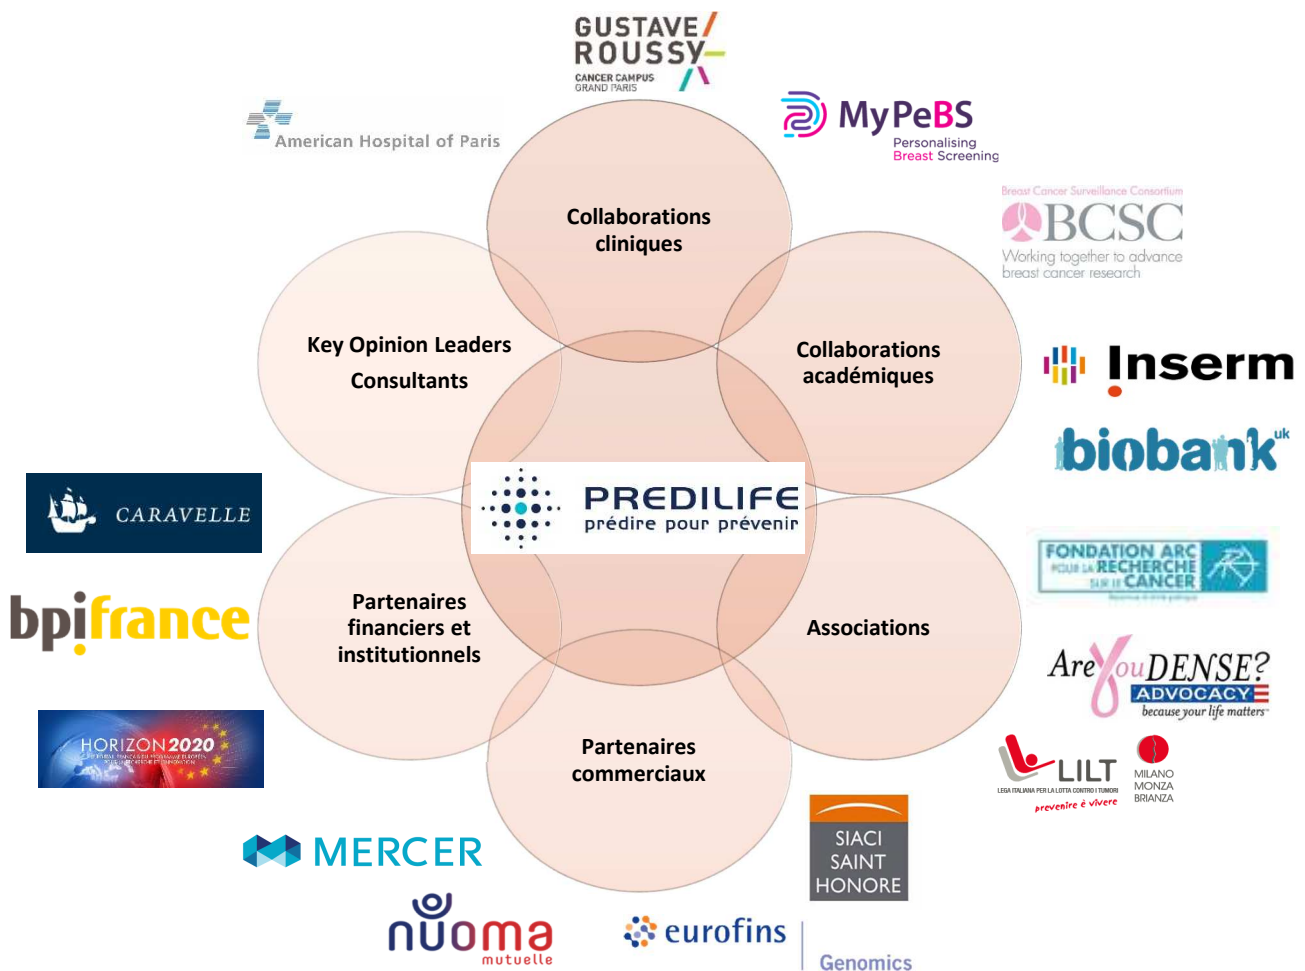 GUSTAVE/
ROUSSY
CANCER CAMPUS
GRAND PARIS
American Hospital of Paris
MyPeBS
Personalising
Breast Screening
Breast Cancer Surveillance Consortium
BCSC
Working together to advance
breast cancer research
Collaborations
cliniques
Key Opinion Leaders
Consultants
Collaborations
académiques
Inserm
biobank uk
CARAVELLE
PREDILIFE
prédire pour prévenir
FONDATION ARC
POUR LA RECHERCHE
SUR LE CANCER
bpifrance
Partenaires
financiers et
institutionnels
Associations
AreYouDENSE?
ADVOCACY
because your life matters
HORIZON 2020
Partenaires
commerciaux
LILT
LEGA ITALIANA PER LA LOTTA CONTRO I TUMORI
prevenire è vivere
MILANO
MONZA
BRIANZA
MERCER
SIACI
SAINT
HONORE
nuoma
mutuelle
eurofins
Genomics